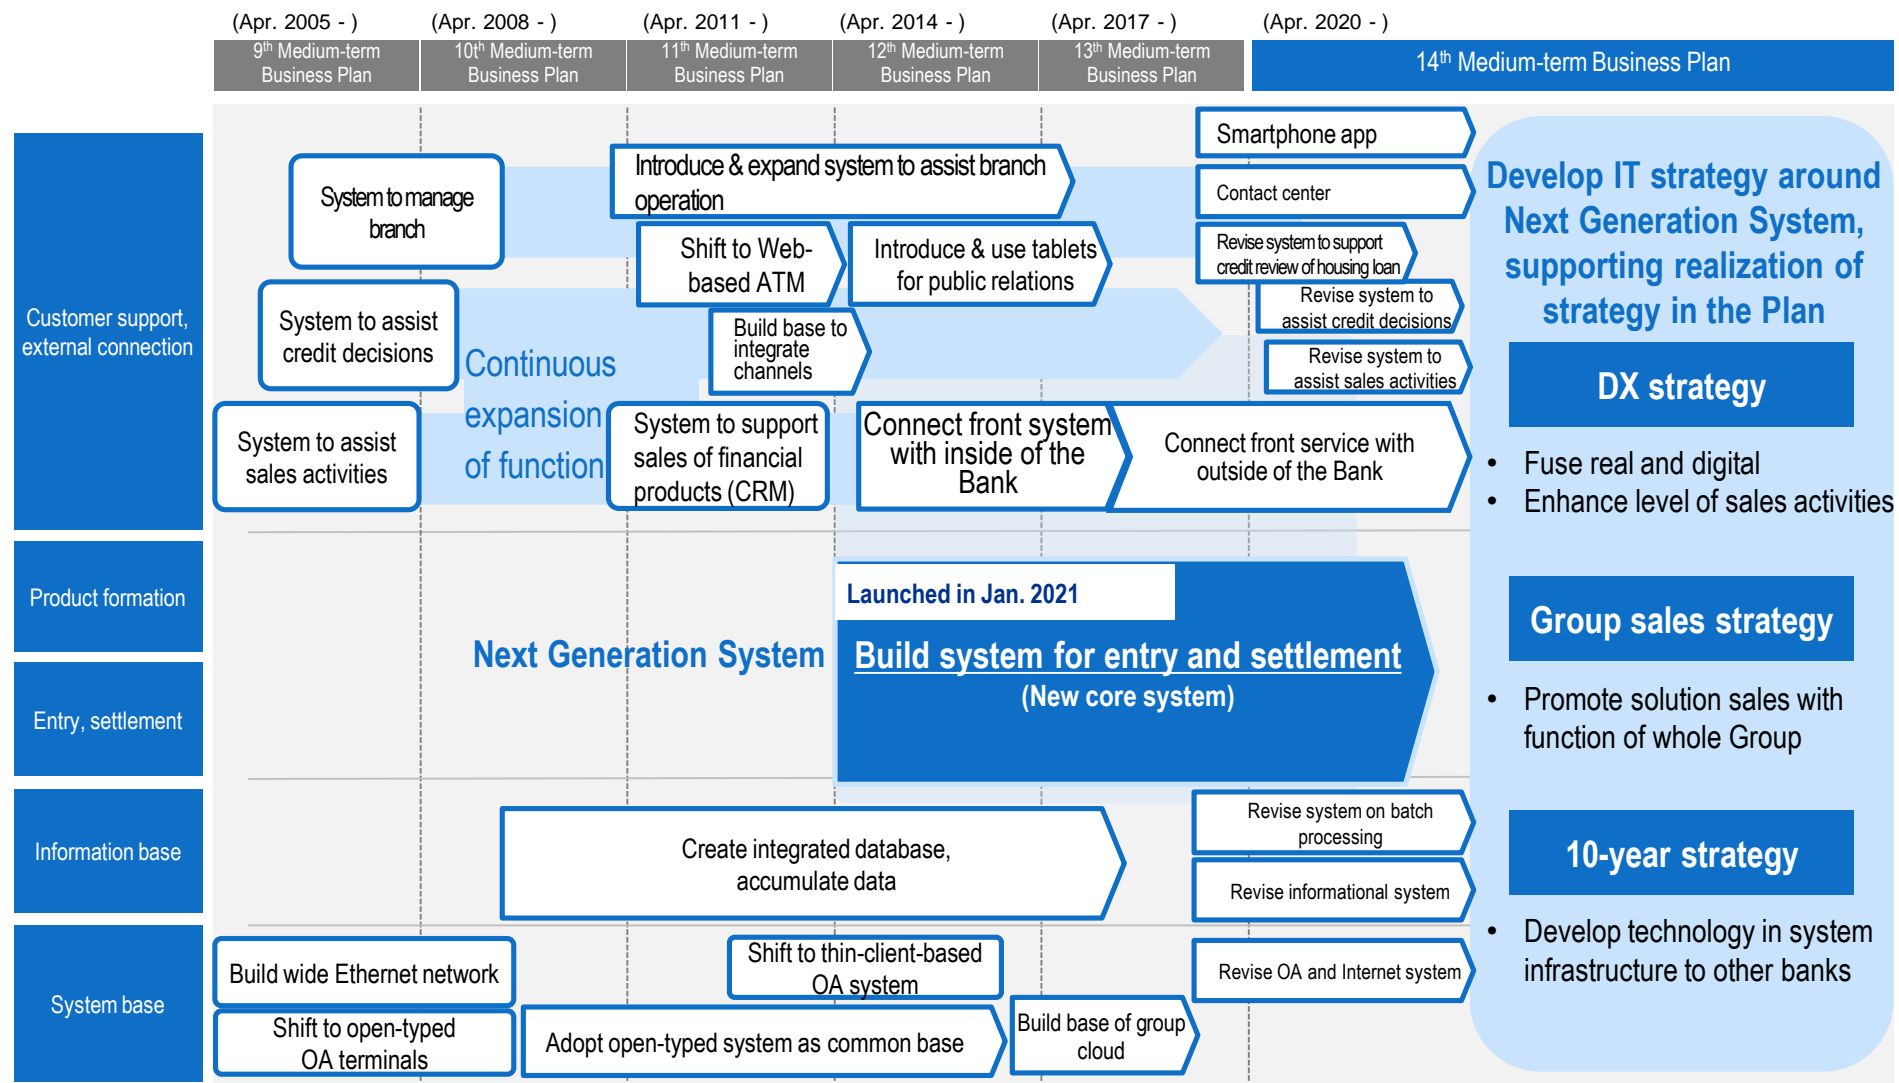 (Apr. 2005 - )
(Apr. 2008 - )
(Apr. 2011 - )
(Apr. 2014 - )
(Apr. 2017 - )
(Apr. 2020 - )
9th Medium-term
Business Plan
10th Medium-term
Business Plan
11th Medium-term
Business Plan
12th Medium-term
Business Plan
13th Medium-term
Business Plan
14th Medium-term Business Plan
Customer support,
external connection
System to manage
branch
System to assist
credit decisions
System to assist
sales activities
Continuous
expansion
of function
Introduce & expand system to assist branch
operation
Shift to Web-
based ATM
Introduce & use tablets
for public relations
Build base to
integrate
channels
System to support
sales of financial
products (CRM)
Connect front system
with inside of the
Bank
Connect front service with
outside of the Bank
Smartphone app
Contact center
Revise system to support
credit review of housing loan
Revise system to
assist credit decisions
Revise system to
assist sales activities
Product formation
Entry, settlement
Next Generation System
Launched in Jan. 2021
Build system for entry and settlement
(New core system)
Information base
Create integrated database,
accumulate data
Revise system on batch
processing
Revise informational system
System base
Build wide Ethernet network
Shift to open-typed
OA terminals
Shift to thin-client-based
OA system
Adopt open-typed system as common base
Build base of group
cloud
Revise OA and Internet system
Develop IT strategy around
Next Generation System,
supporting realization of
strategy in the Plan
DX strategy
• Fuse real and digital
• Enhance level of sales activities
Group sales strategy
• Promote solution sales with
function of whole Group
10-year strategy
• Develop technology in system
infrastructure to other banks